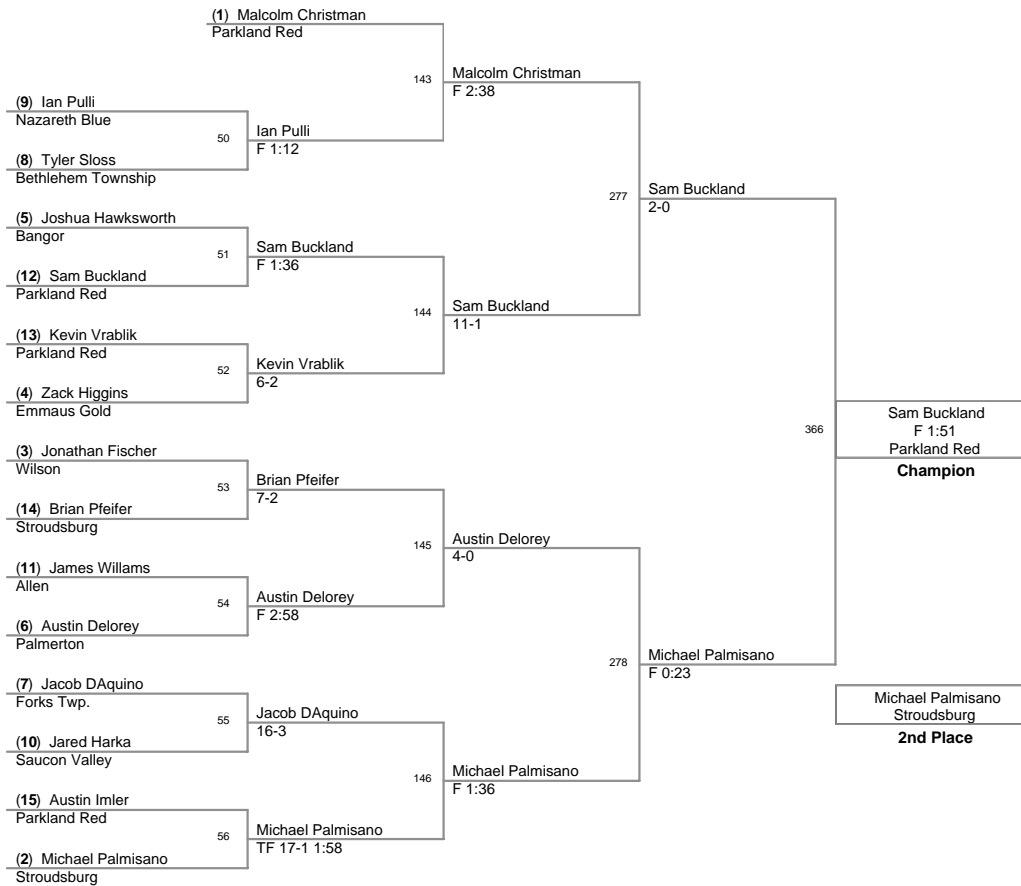 (1) Malcolm Christman
Parkland Red
143
Malcolm Christman
F 2:38
(9) Ian Pulli
Nazareth Blue
50
Ian Pulli
F 1:12
(8) Tyler Sloss
Bethlehem Township
277
Sam Buckland
2-0
(5) Joshua Hawksworth
Bangor
51
Sam Buckland
F 1:36
(12) Sam Buckland
Parkland Red
144
Sam Buckland
11-1
(13) Kevin Vrablik
Parkland Red
52
Kevin Vrablik
6-2
(4) Zack Higgins
Emmaus Gold
366
Sam Buckland
F 1:51
Parkland Red
Champion
(3) Jonathan Fischer
Wilson
53
Brian Pfeifer
7-2
(14) Brian Pfeifer
Stroudsburg
145
Austin Delorey
4-0
(11) James Willams
Allen
54
Austin Delorey
F 2:58
(6) Austin Delorey
Palmerton
278
Michael Palmisano
F 0:23
(7) Jacob DAquino
Forks Twp.
55
Jacob DAquino
16-3
(10) Jared Harka
Saucon Valley
146
Michael Palmisano
F 1:36
(15) Austin Imler
Parkland Red
56
Michael Palmisano
TF 17-1 1:58
(2) Michael Palmisano
Stroudsburg
Michael Palmisano
Stroudsburg
2nd Place